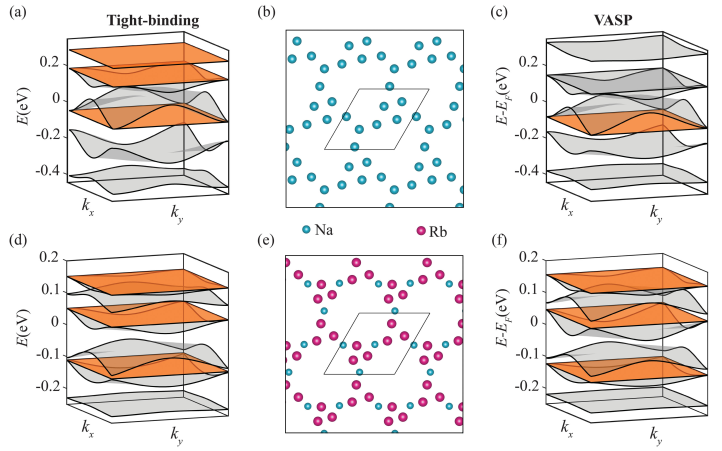 (a) Tight-binding (b) (c) VASP
E(eV) 0.2 0 -0.2 -0.4 k_x k_y
E-E_F(eV) 0.2 0 -0.2 -0.4 k_x k_y
Na Rb
(d) (e) (f)
E(eV) 0.2 0.1 0 -0.1 -0.2 k_x k_y
E-E_F(eV) 0.2 0.1 0 -0.1 -0.2 k_x k_y